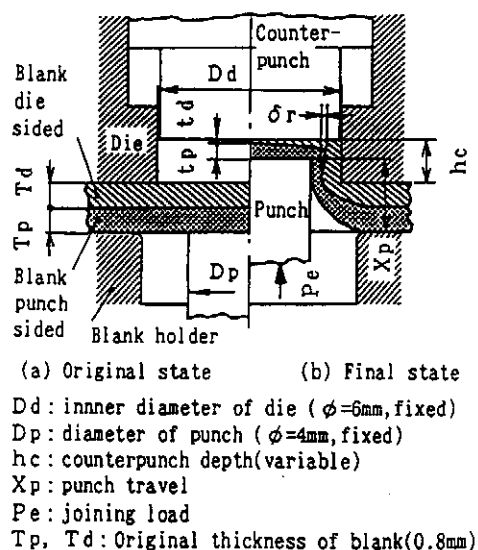 Counter-
punch
Blank
die
sided
Dd
td
tp
δr
Die
hc
Td
Tp
Punch
Xp
Blank
punch
sided
Dp
Pe
Blank holder
(a) Original state (b) Final state
Dd: innner diameter of die (φ=6mm,fixed)
Dp: diameter of punch (φ=4mm,fixed)
hc: counterpunch depth(variable)
Xp: punch travel
Pe: joining load
Tp, Td: Original thickness of blank(0.8mm)